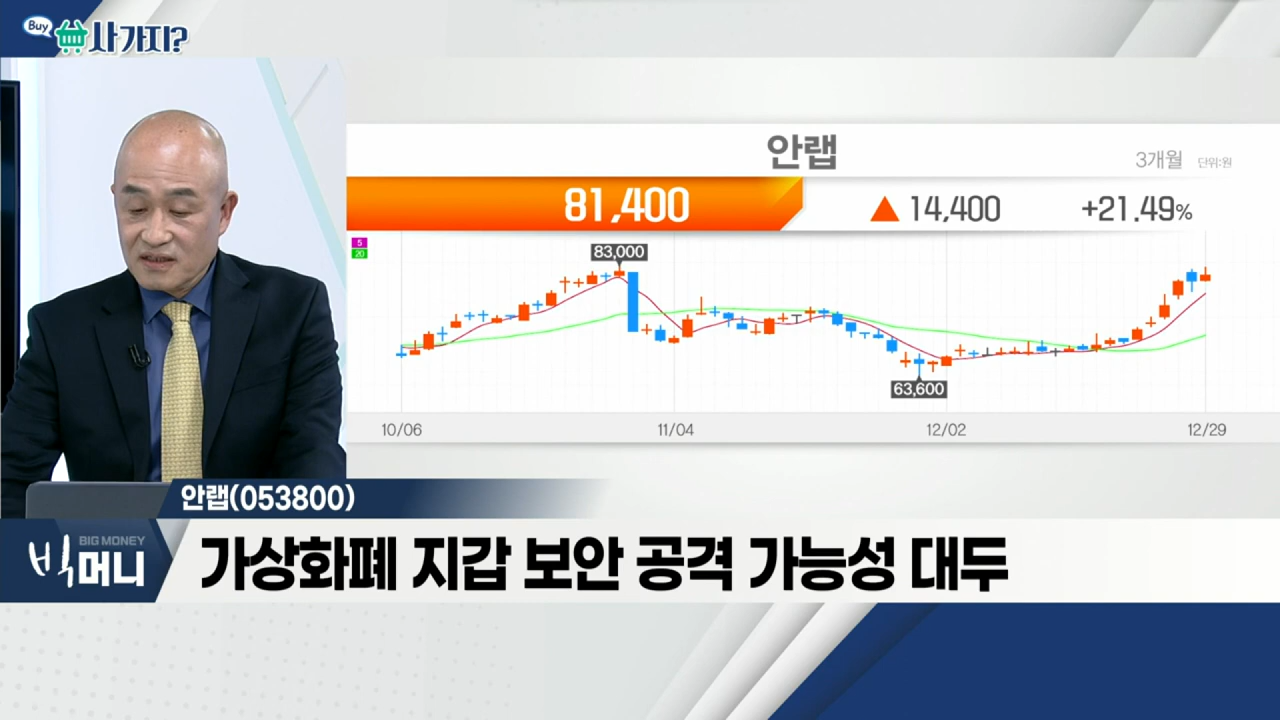 Buy
사 가지?
안랩
3개월 단위:원
81,400 ▲ 14,400 +21.49%
5
20
83,000
63,600
10/06 11/04 12/02 12/29
안랩(053800)
BIG MONEY
빅머니
가상화폐 지갑 보안 공격 가능성 대두